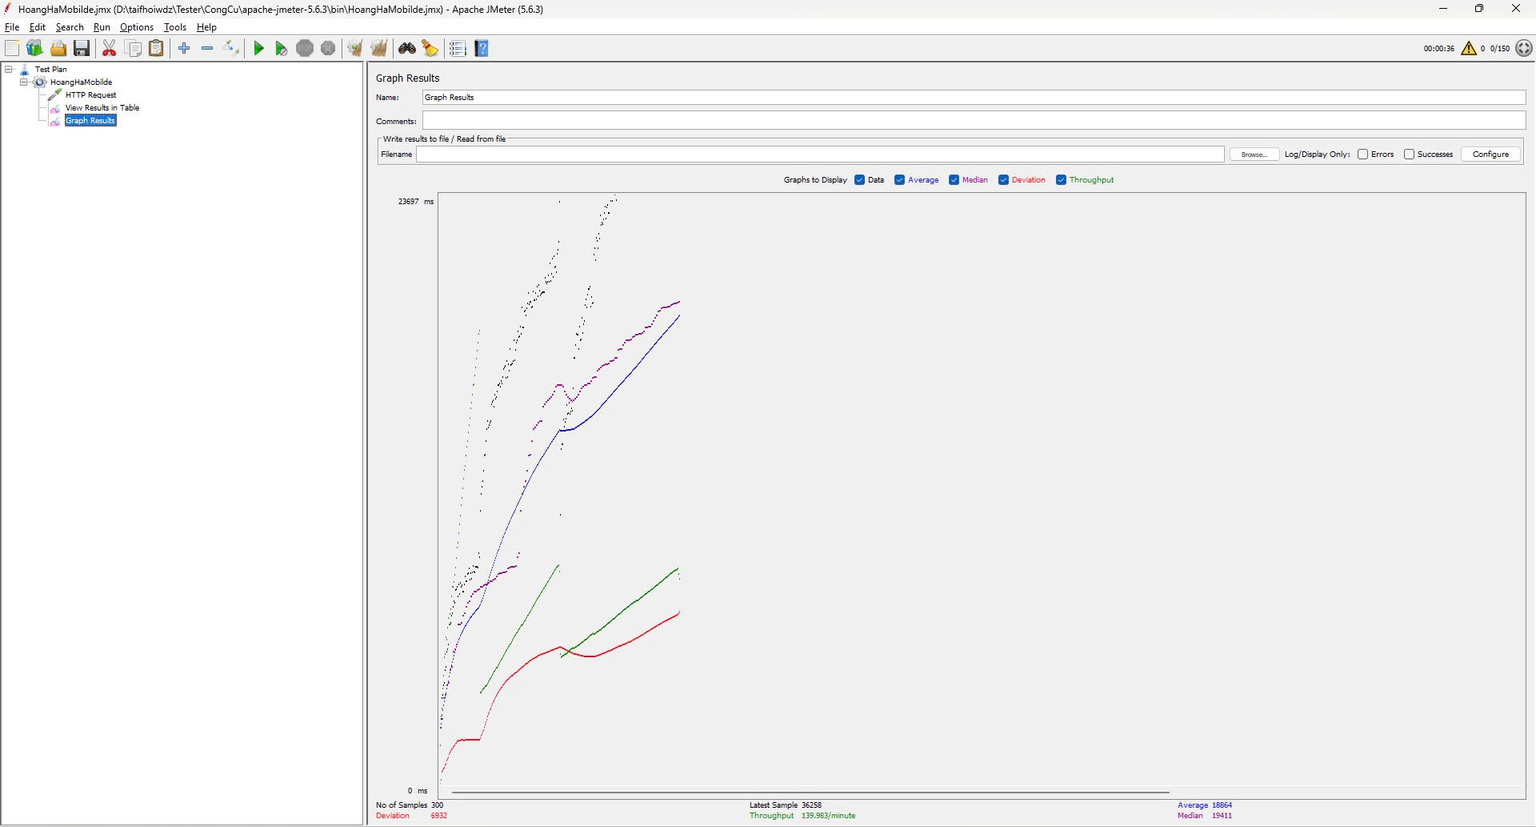 HoangHaMobilde.jmx (D:\taifhoiwdz\Tester\CongCu\apache-jmeter-5.6.3\bin\HoangHaMobilde.jmx) - Apache JMeter (5.6.3)
File Edit Search Run Options Tools Help
00:00:36 0 0/150
Test Plan
HoangHaMobilde
HTTP Request
View Results in Table
Graph Results
Graph Results
Name: Graph Results
Comments:
Write results to file / Read from file
Filename Browse... Log/Display Only: Errors Successes Configure
Graphs to Display Data Average Median Deviation Throughput
23697 ms
0 ms
No of Samples 300 Latest Sample 36258 Average 18864
Deviation 6932 Throughput 139.983/minute Median 19411